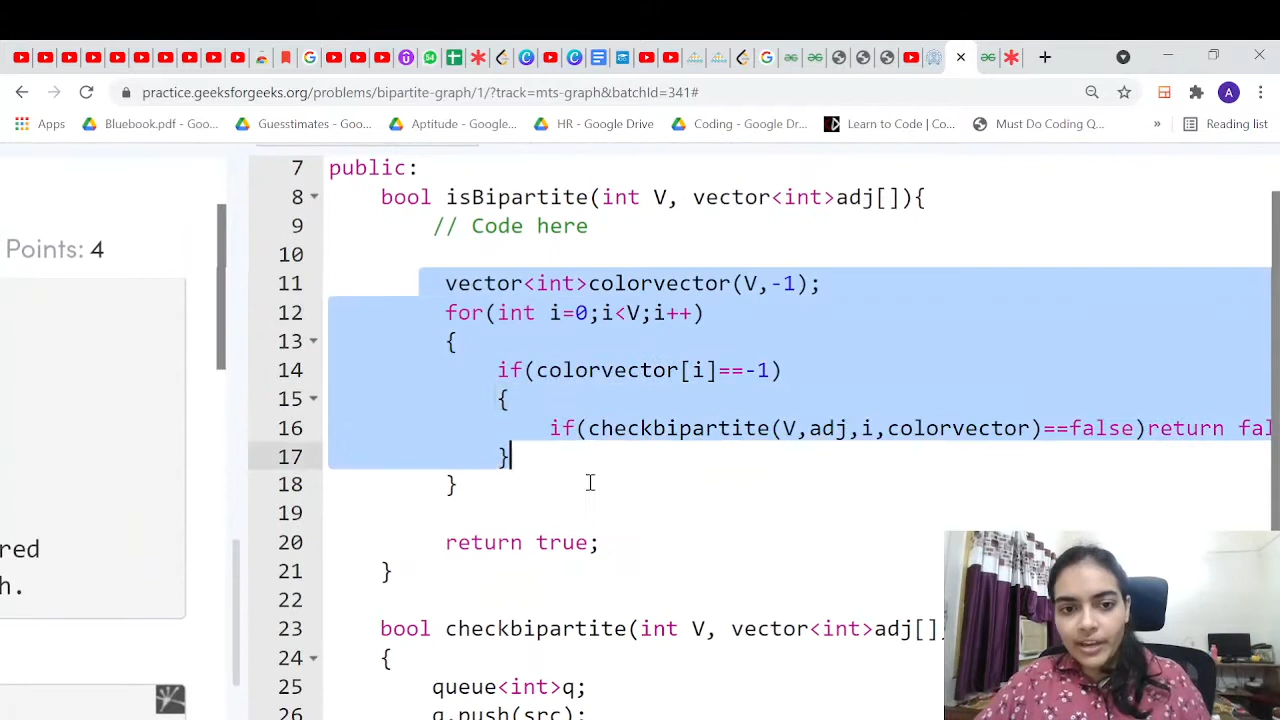 practice.geeksforgeeks.org/problems/bipartite-graph/1/?track=mts-graph&batchId=341#
A
Apps
Bluebook.pdf - Goo...
Guesstimates - Goo...
Aptitude - Google...
HR - Google Drive
Coding - Google Dr...
Learn to Code | Co...
Must Do Coding Q...
»
Reading list
Points: 4
red
h.
7 public:
8 bool isBipartite(int V, vector<int>adj[]){
9 // Code here
10
11 vector<int>colorvector(V,-1);
12 for(int i=0;i<V;i++)
13 {
14 if(colorvector[i]==-1)
15 {
16 if(checkbipartite(V,adj,i,colorvector)==false)return fal
17 }
18 }
19
20 return true;
21 }
22
23 bool checkbipartite(int V, vector<int>adj[]
24 {
25 queue<int>q;
26 q.push(src);